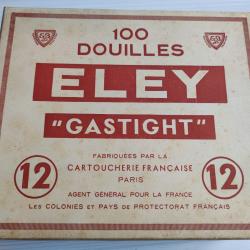 100
DOUILLES
ELEY
"GASTIGHT"
FABRIQUÉES PAR LA
CARTOUCHERIE FRANÇAISE
PARIS
12
12
AGENT GÉNÉRAL POUR LA FRANCE
LES COLONIES ET PAYS DE PROTECTORAT FRANÇAIS